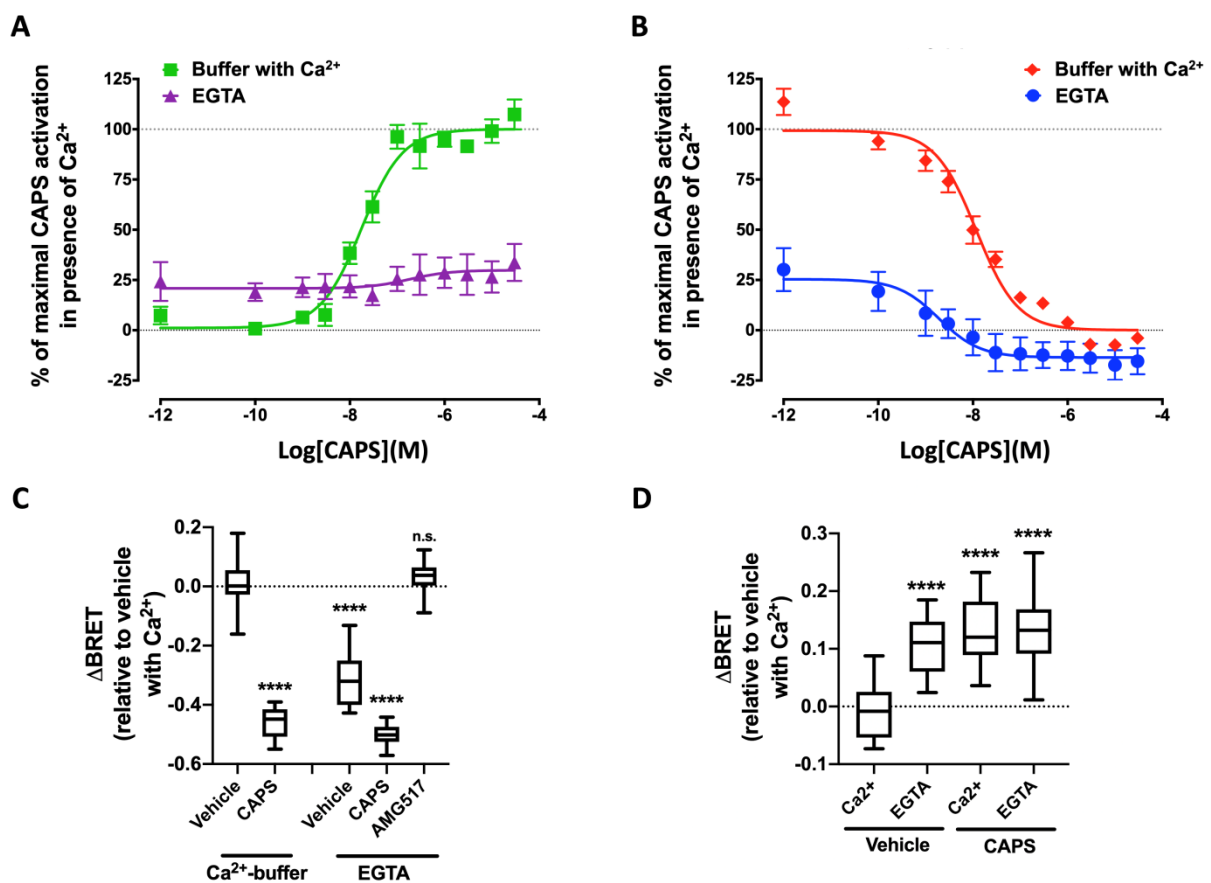 A
Buffer with Ca²⁺
EGTA
% of maximal CAPS activation
in presence of Ca²⁺
125
100
75
50
25
0
-25
-12
-10
-8
-6
-4
Log[CAPS](M)
B
Buffer with Ca²⁺
EGTA
% of maximal CAPS activation
in presence of Ca²⁺
125
100
75
50
25
0
-25
-12
-10
-8
-6
-4
Log[CAPS](M)
C
ΔBRET
(relative to vehicle
with Ca²⁺)
0.2
0.0
-0.2
-0.4
-0.6
****
****
****
n.s.
Vehicle
CAPS
Vehicle
CAPS
AMG517
Ca²⁺-buffer
EGTA
D
ΔBRET
(relative to vehicle
with Ca²⁺)
0.3
0.2
0.1
0.0
-0.1
****
****
****
Ca2+
EGTA
Ca2+
EGTA
Vehicle
CAPS